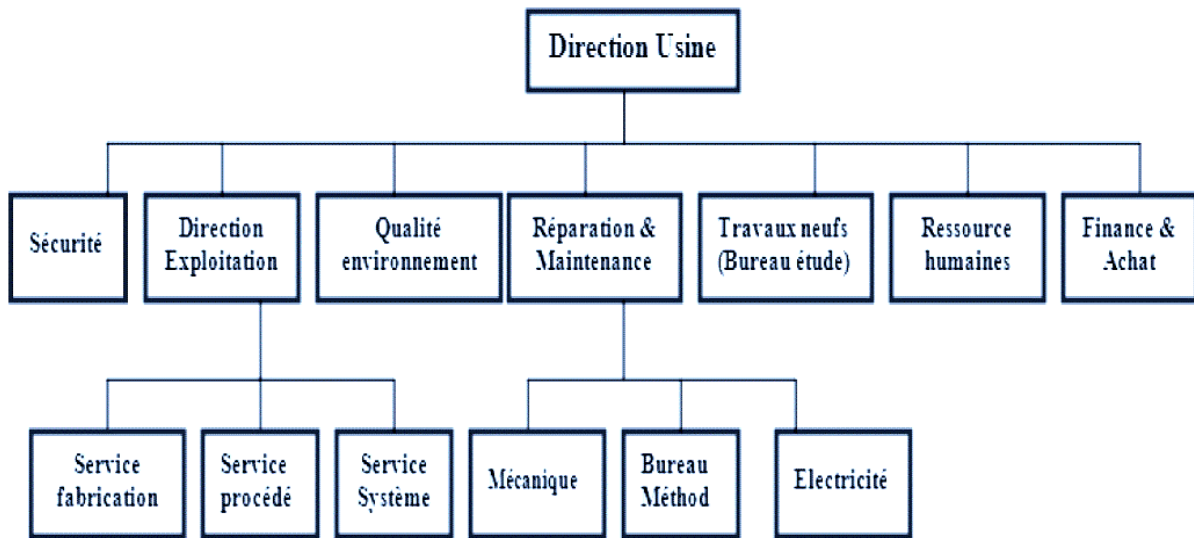 Direction Usine
Sécurité
Direction
Exploitation
Qualité
environnement
Réparation &
Maintenance
Travaux neufs
(Bureau étude)
Ressource
humaines
Finance &
Achat
Service
fabrication
Service
procédé
Service
Système
Mécanique
Bureau
Méthod
Electricité